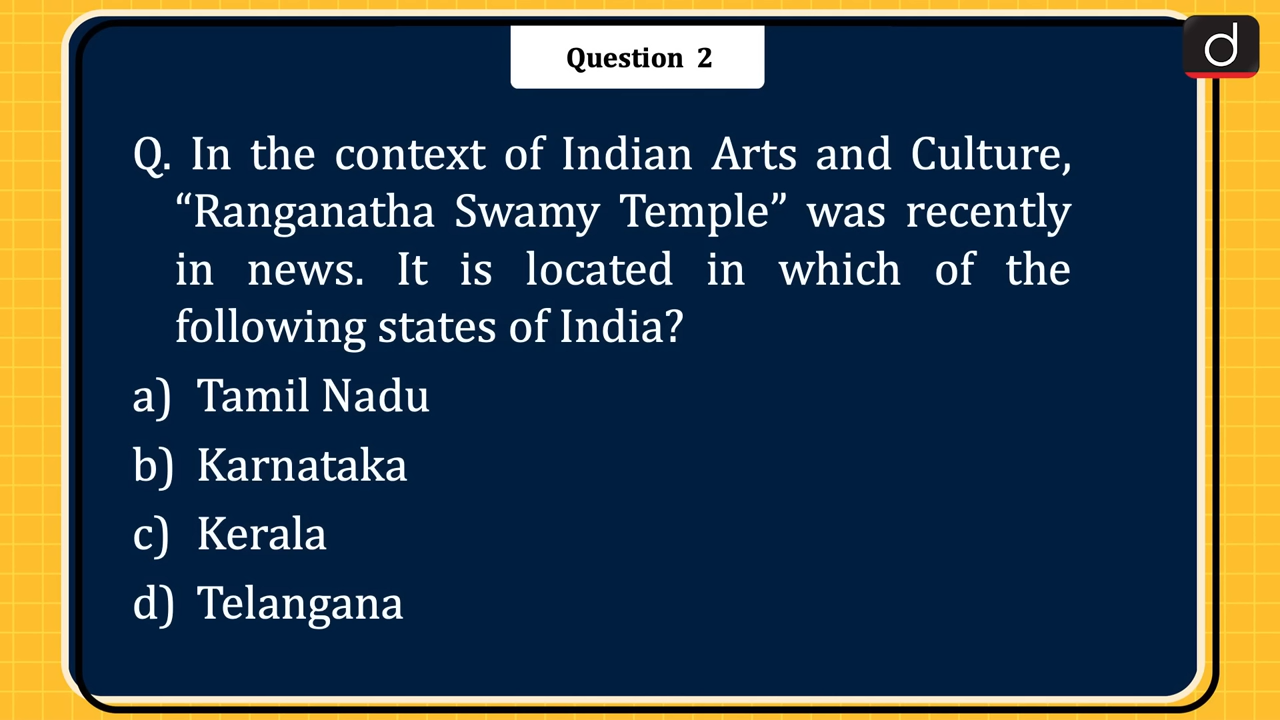 Question 2
d
Q. In the context of Indian Arts and Culture,
“Ranganatha Swamy Temple” was recently
in news. It is located in which of the
following states of India?
a) Tamil Nadu
b) Karnataka
c) Kerala
d) Telangana